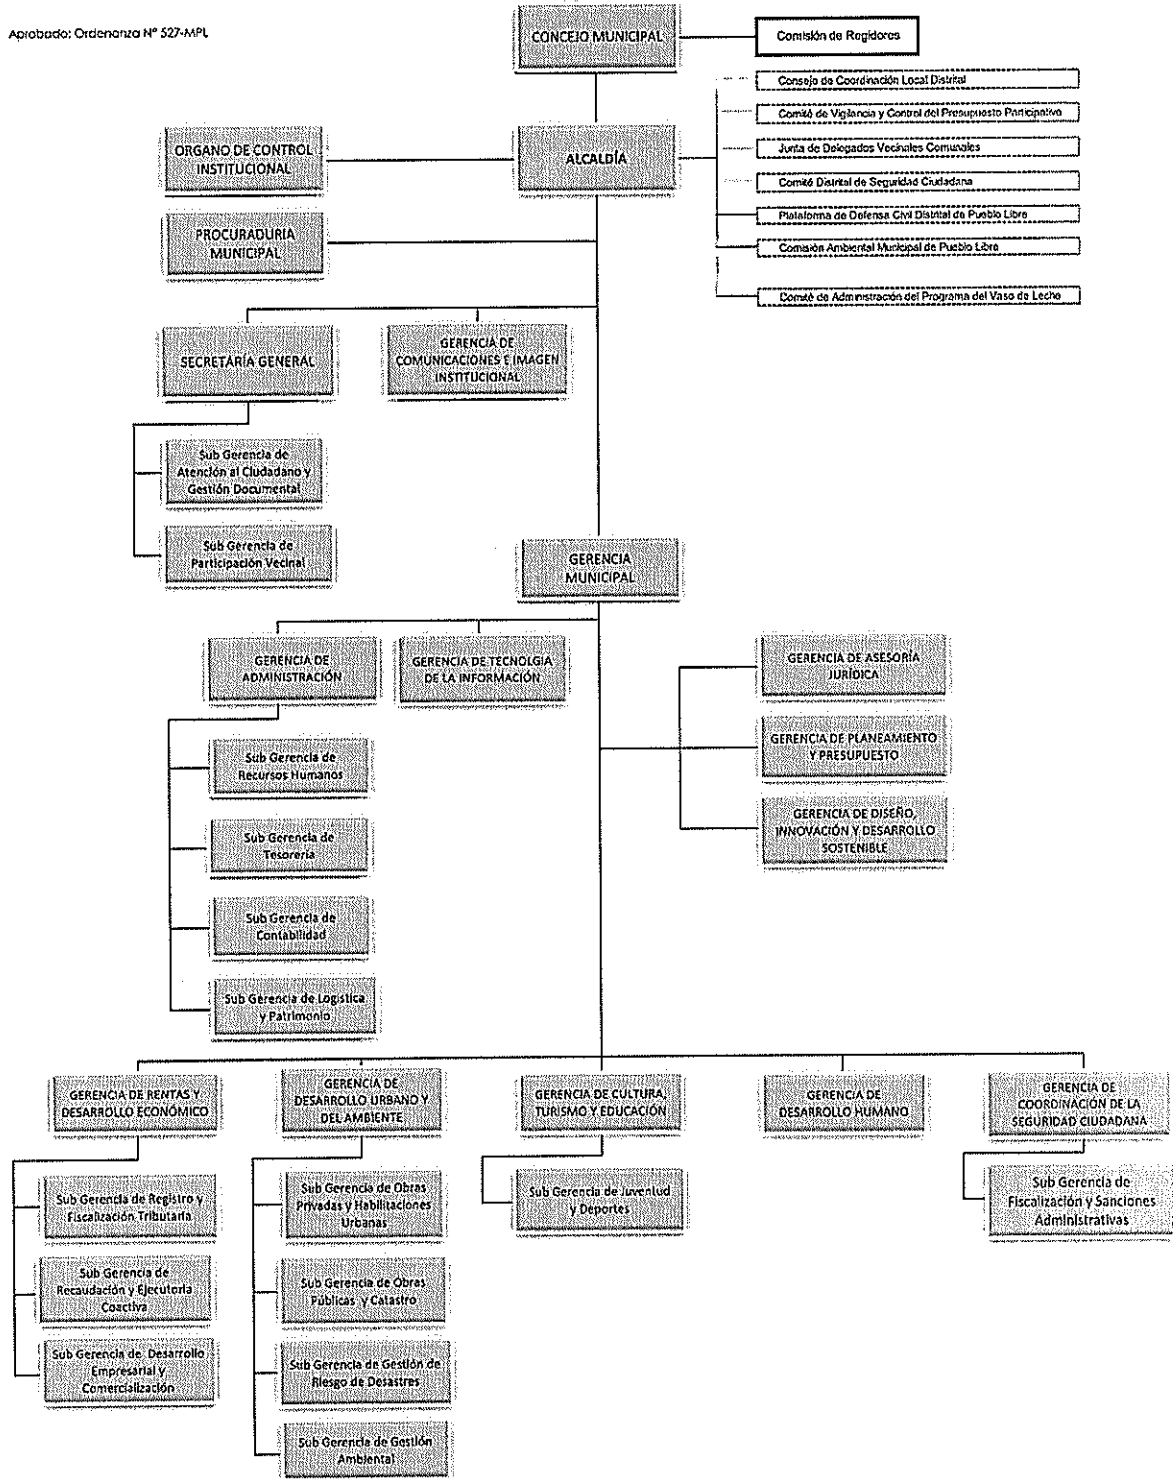 Aprobado: Ordenanza Nº 527-MPL
CONCEJO MUNICIPAL
Comisión de Regidores
Consejo de Coordinación Local Distrital
Comité de Vigilancia y Control del Presupuesto Participativo
Junta de Delegados Vecinales Comunales
Comité Distrital de Seguridad Ciudadana
Plataforma de Defensa Civil Distrital de Pueblo Libre
Comisión Ambiental Municipal de Pueblo Libre
Comité de Administración del Programa del Vaso de Leche
ORGANO DE CONTROL
INSTITUCIONAL
ALCALDÍA
PROCURADURIA
MUNICIPAL
SECRETARÍA GENERAL
GERENCIA DE
COMUNICACIONES E IMAGEN
INSTITUCIONAL
Sub Gerencia de
Atención al Ciudadano y
Gestión Documental
Sub Gerencia de
Participación Vecinal
GERENCIA
MUNICIPAL
GERENCIA DE
ADMINISTRACIÓN
GERENCIA DE TECNOLGIA
DE LA INFORMACIÓN
GERENCIA DE ASESORÍA
JURÍDICA
GERENCIA DE PLANEAMIENTO
Y PRESUPUESTO
GERENCIA DE DISEÑO,
INNOVACIÓN Y DESARROLLO
SOSTENIBLE
Sub Gerencia de
Recursos Humanos
Sub Gerencia de
Tesorería
Sub Gerencia de
Contabilidad
Sub Gerencia de Logística
y Patrimonio
GERENCIA DE RENTAS Y
DESARROLLO ECONÓMICO
GERENCIA DE
DESARROLLO URBANO Y
DEL AMBIENTE
GERENCIA DE CULTURA,
TURISMO Y EDUCACIÓN
GERENCIA DE
DESARROLLO HUMANO
GERENCIA DE
COORDINACIÓN DE LA
SEGURIDAD CIUDADANA
Sub Gerencia de Registro y
Fiscalización Tributaria
Sub Gerencia de
Recaudación y Ejecutoria
Coactiva
Sub Gerencia de Desarrollo
Empresarial y
Comercialización
Sub Gerencia de Obras
Privadas y Habilitaciones
Urbanas
Sub Gerencia de Obras
Públicas y Catastro
Sub Gerencia de Gestión de
Riesgo de Desastres
Sub Gerencia de Gestión
Ambiental
Sub Gerencia de Juventud
y Deportes
Sub Gerencia de
Fiscalización y Sanciones
Administrativas